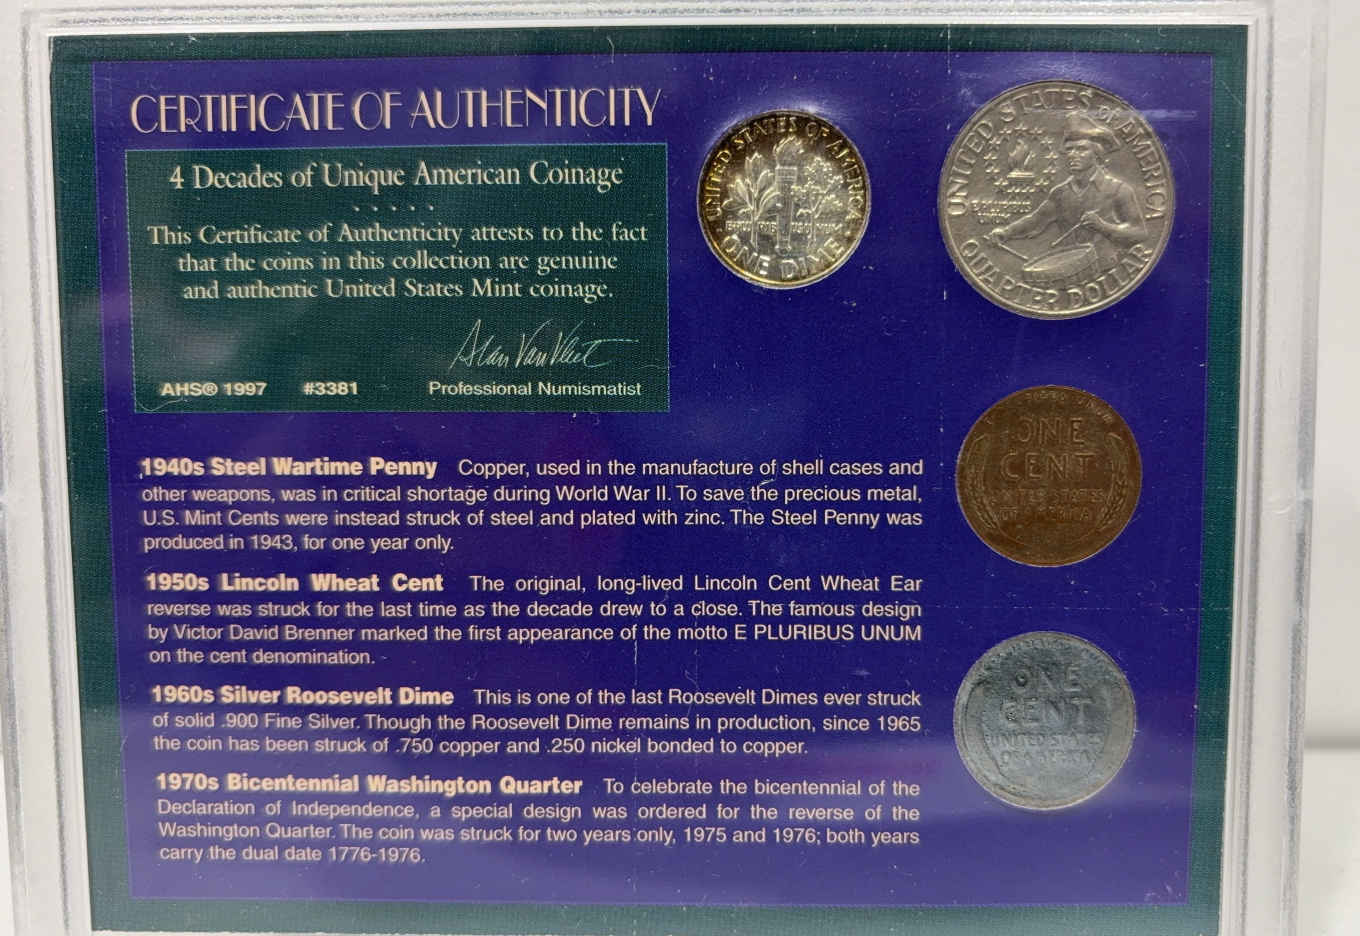 CERTIFICATE OF AUTHENTICITY
4 Decades of Unique American Coinage
This Certificate of Authenticity attests to the fact
that the coins in this collection are genuine
and authentic United States Mint coinage.
Alan Van Vliet
AHS® 1997 #3381 Professional Numismatist
1940s Steel Wartime Penny Copper, used in the manufacture of shell cases and
other weapons, was in critical shortage during World War II. To save the precious metal,
U.S. Mint Cents were instead struck of steel and plated with zinc. The Steel Penny was
produced in 1943, for one year only.
1950s Lincoln Wheat Cent The original, long-lived Lincoln Cent Wheat Ear
reverse was struck for the last time as the decade drew to a close. The famous design
by Victor David Brenner marked the first appearance of the motto E PLURIBUS UNUM
on the cent denomination.
1960s Silver Roosevelt Dime This is one of the last Roosevelt Dimes ever struck
of solid .900 Fine Silver. Though the Roosevelt Dime remains in production, since 1965
the coin has been struck of .750 copper and .250 nickel bonded to copper.
1970s Bicentennial Washington Quarter To celebrate the bicentennial of the
Declaration of Independence, a special design was ordered for the reverse of the
Washington Quarter. The coin was struck for two years only, 1975 and 1976; both years
carry the dual date 1776-1976.
UNITED STATES OF AMERICA
ONE DIME
UNITED STATES OF AMERICA
QUARTER DOLLAR
ONE
CENT
UNITED STATES
OF AMERICA
ONE
CENT
UNITED STATES
OF AMERICA